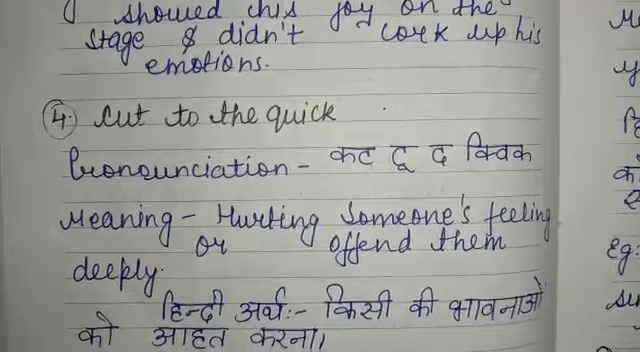 showed this joy on the
stage & didn't cork up his
emotions.
4. Cut to the quick
Pronounciation - कट टू द क्विक
Meaning - Hurting Someone's feeling
or offend them
deeply.
हिन्दी अर्थ:- किसी की भावनाओं
को आहत करना।
Eg: